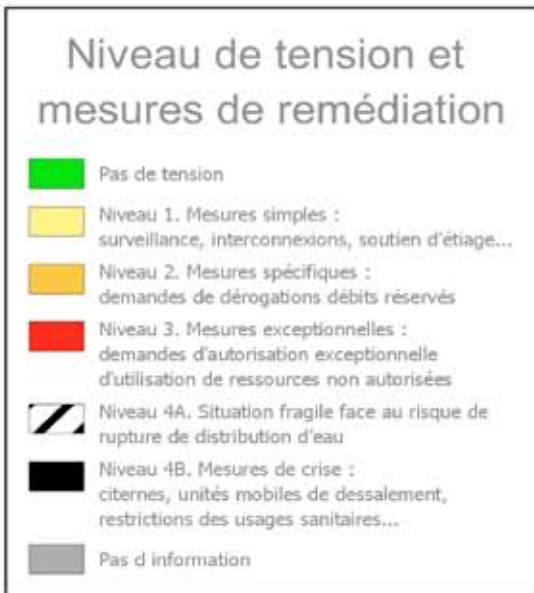 Niveau de tension et
mesures de remédiation
Pas de tension
Niveau 1. Mesures simples :
surveillance, interconnexions, soutien d'étiage...
Niveau 2. Mesures spécifiques :
demandes de dérogations débits réservés
Niveau 3. Mesures exceptionnelles :
demandes d'autorisation exceptionnelle
d'utilisation de ressources non autorisées
Niveau 4A. Situation fragile face au risque de
rupture de distribution d'eau
Niveau 4B. Mesures de crise :
citernes, unités mobiles de dessalement,
restrictions des usages sanitaires...
Pas d information